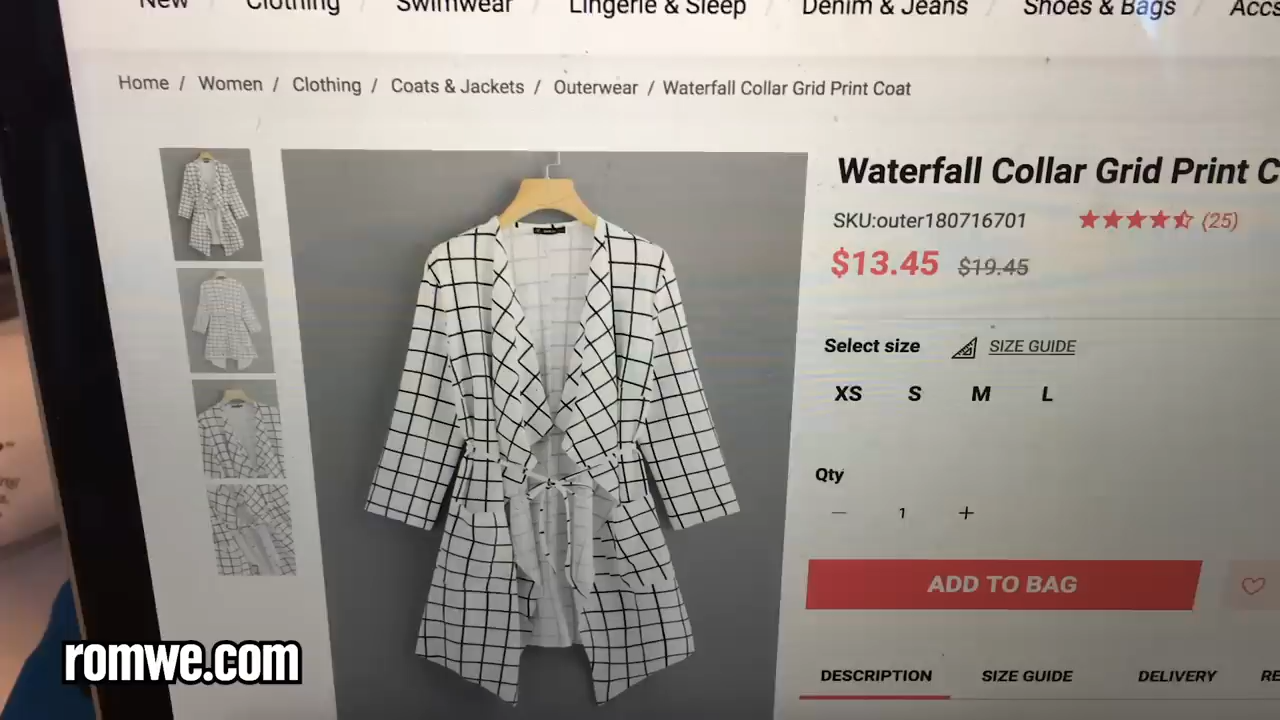 New / Clothing / Swimwear / Lingerie & Sleep / Denim & Jeans / Shoes & Bags / Accs
Home / Women / Clothing / Coats & Jackets / Outerwear / Waterfall Collar Grid Print Coat
Waterfall Collar Grid Print C
SKU:outer180716701 (25)
$13.45 $19.45
Select size SIZE GUIDE
XS S M L
Qty
— 1 +
ADD TO BAG
DESCRIPTION SIZE GUIDE DELIVERY RE
romwe.com